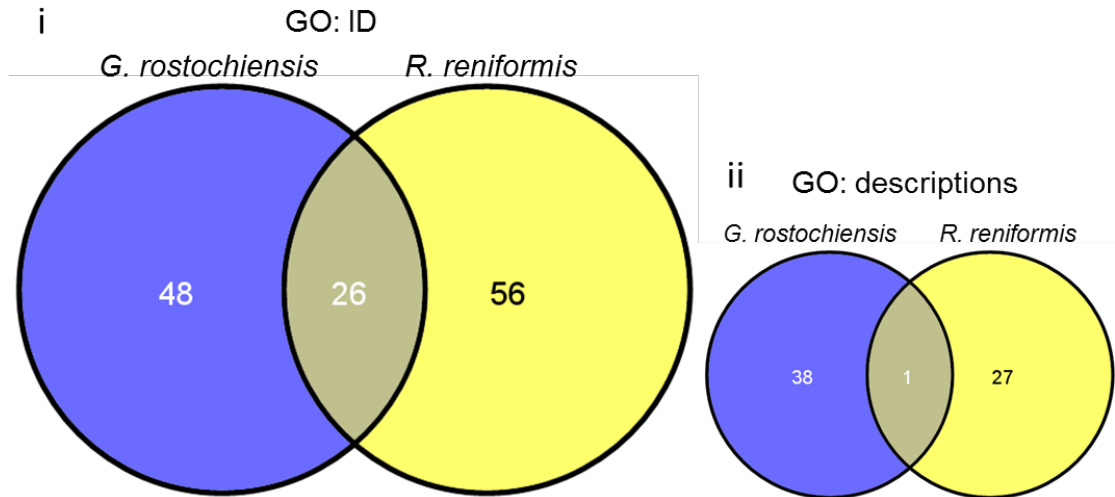 i
GO: ID
G. rostochiensis R. reniformis
48 26 56
ii
GO: descriptions
G. rostochiensis R. reniformis
38 1 27